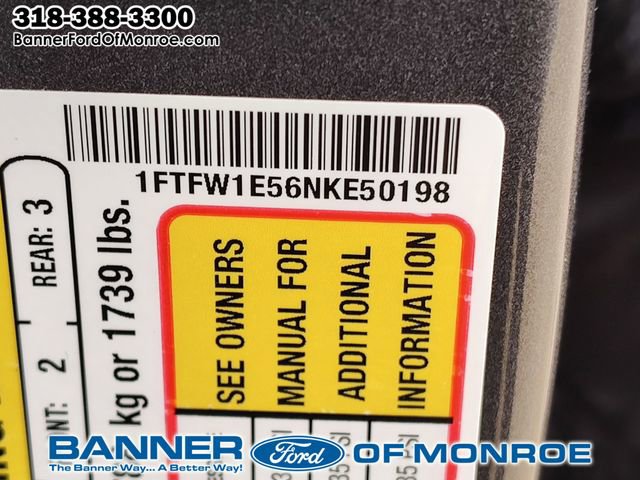 318-388-3300
BannerFordOfMonroe.com
1FTFW1E56NKE50198
REAR: 3
2
kg or 1739 lbs.
SEE OWNERS
MANUAL FOR
ADDITIONAL
INFORMATION
BANNER Ford OF MONROE
The Banner Way... A Better Way!